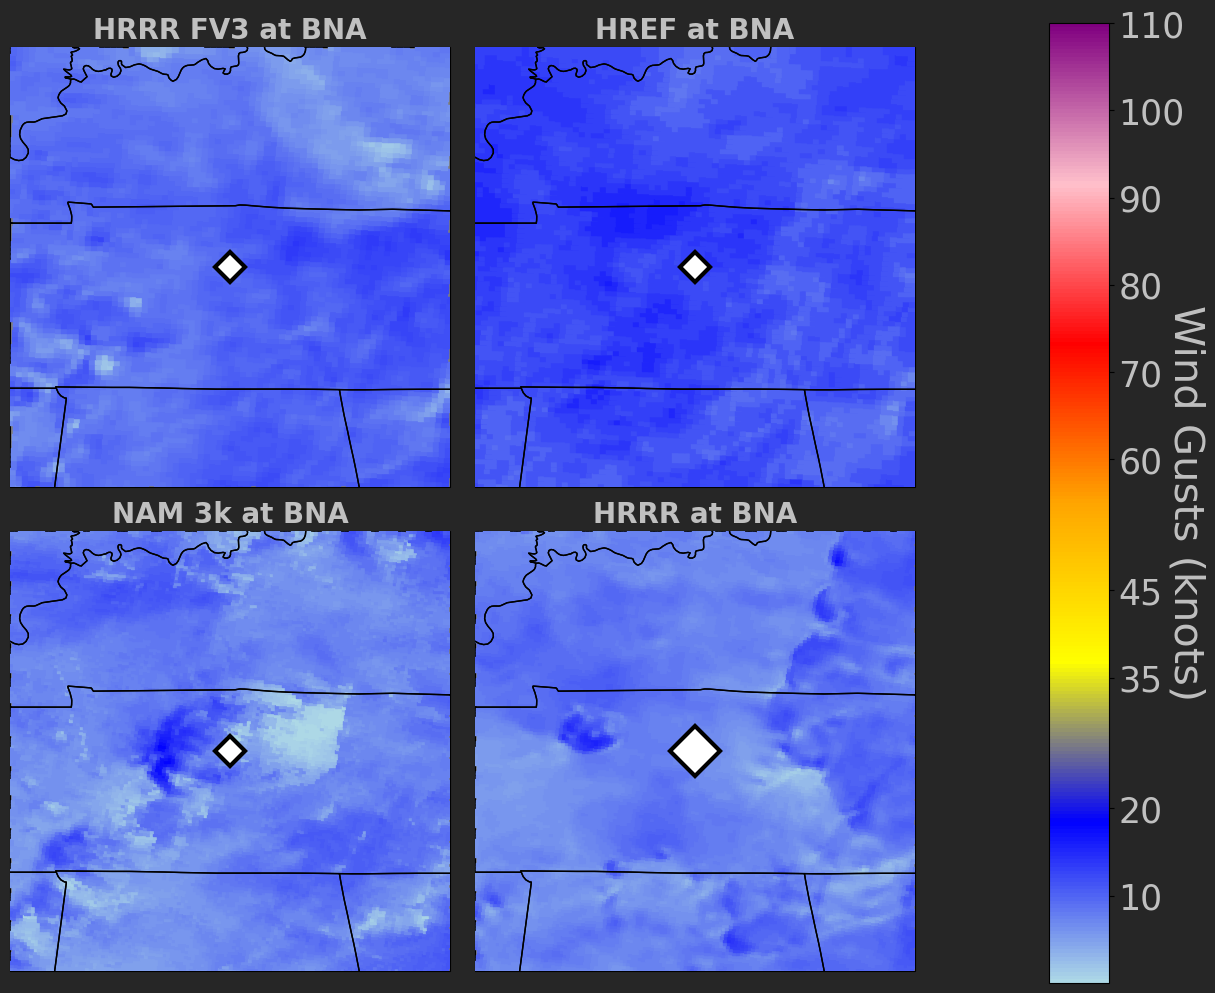 HRRR FV3 at BNA
HREF at BNA
NAM 3k at BNA
HRRR at BNA
110
100
90
80
70
60
45
35
20
10
Wind Gusts (knots)